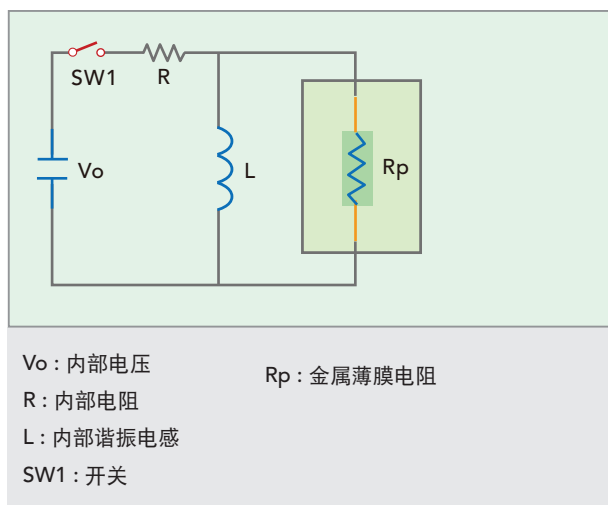 SW1
R
Vo
L
Rp
Vo : 内部电压
Rp : 金属薄膜电阻
R : 内部电阻
L : 内部谐振电感
SW1 : 开关